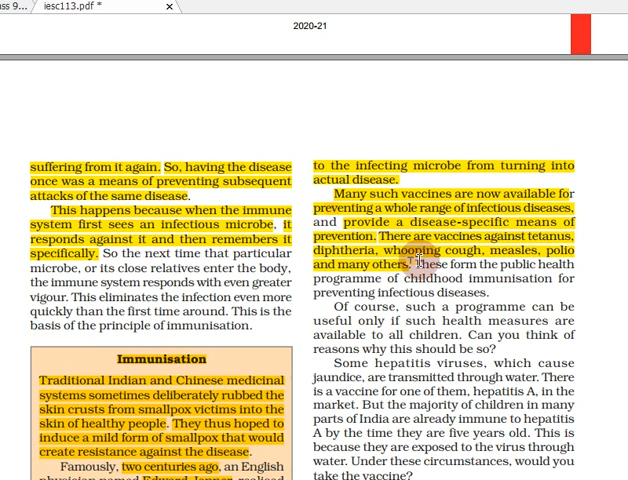 ass 9...
iesc113.pdf *
2020-21
suffering from it again. So, having the disease
once was a means of preventing subsequent
attacks of the same disease.
This happens because when the immune
system first sees an infectious microbe, it
responds against it and then remembers it
specifically. So the next time that particular
microbe, or its close relatives enter the body,
the immune system responds with even greater
vigour. This eliminates the infection even more
quickly than the first time around. This is the
basis of the principle of immunisation.
Immunisation
Traditional Indian and Chinese medicinal
systems sometimes deliberately rubbed the
skin crusts from smallpox victims into the
skin of healthy people. They thus hoped to
induce a mild form of smallpox that would
create resistance against the disease.
Famously, two centuries ago, an English
physician named Edward Jenner, realised
to the infecting microbe from turning into
actual disease.
Many such vaccines are now available for
preventing a whole range of infectious diseases,
and provide a disease-specific means of
prevention. There are vaccines against tetanus,
diphtheria, whooping cough, measles, polio
and many others. These form the public health
programme of childhood immunisation for
preventing infectious diseases.
Of course, such a programme can be
useful only if such health measures are
available to all children. Can you think of
reasons why this should be so?
Some hepatitis viruses, which cause
jaundice, are transmitted through water. There
is a vaccine for one of them, hepatitis A, in the
market. But the majority of children in many
parts of India are already immune to hepatitis
A by the time they are five years old. This is
because they are exposed to the virus through
water. Under these circumstances, would you
take the vaccine?